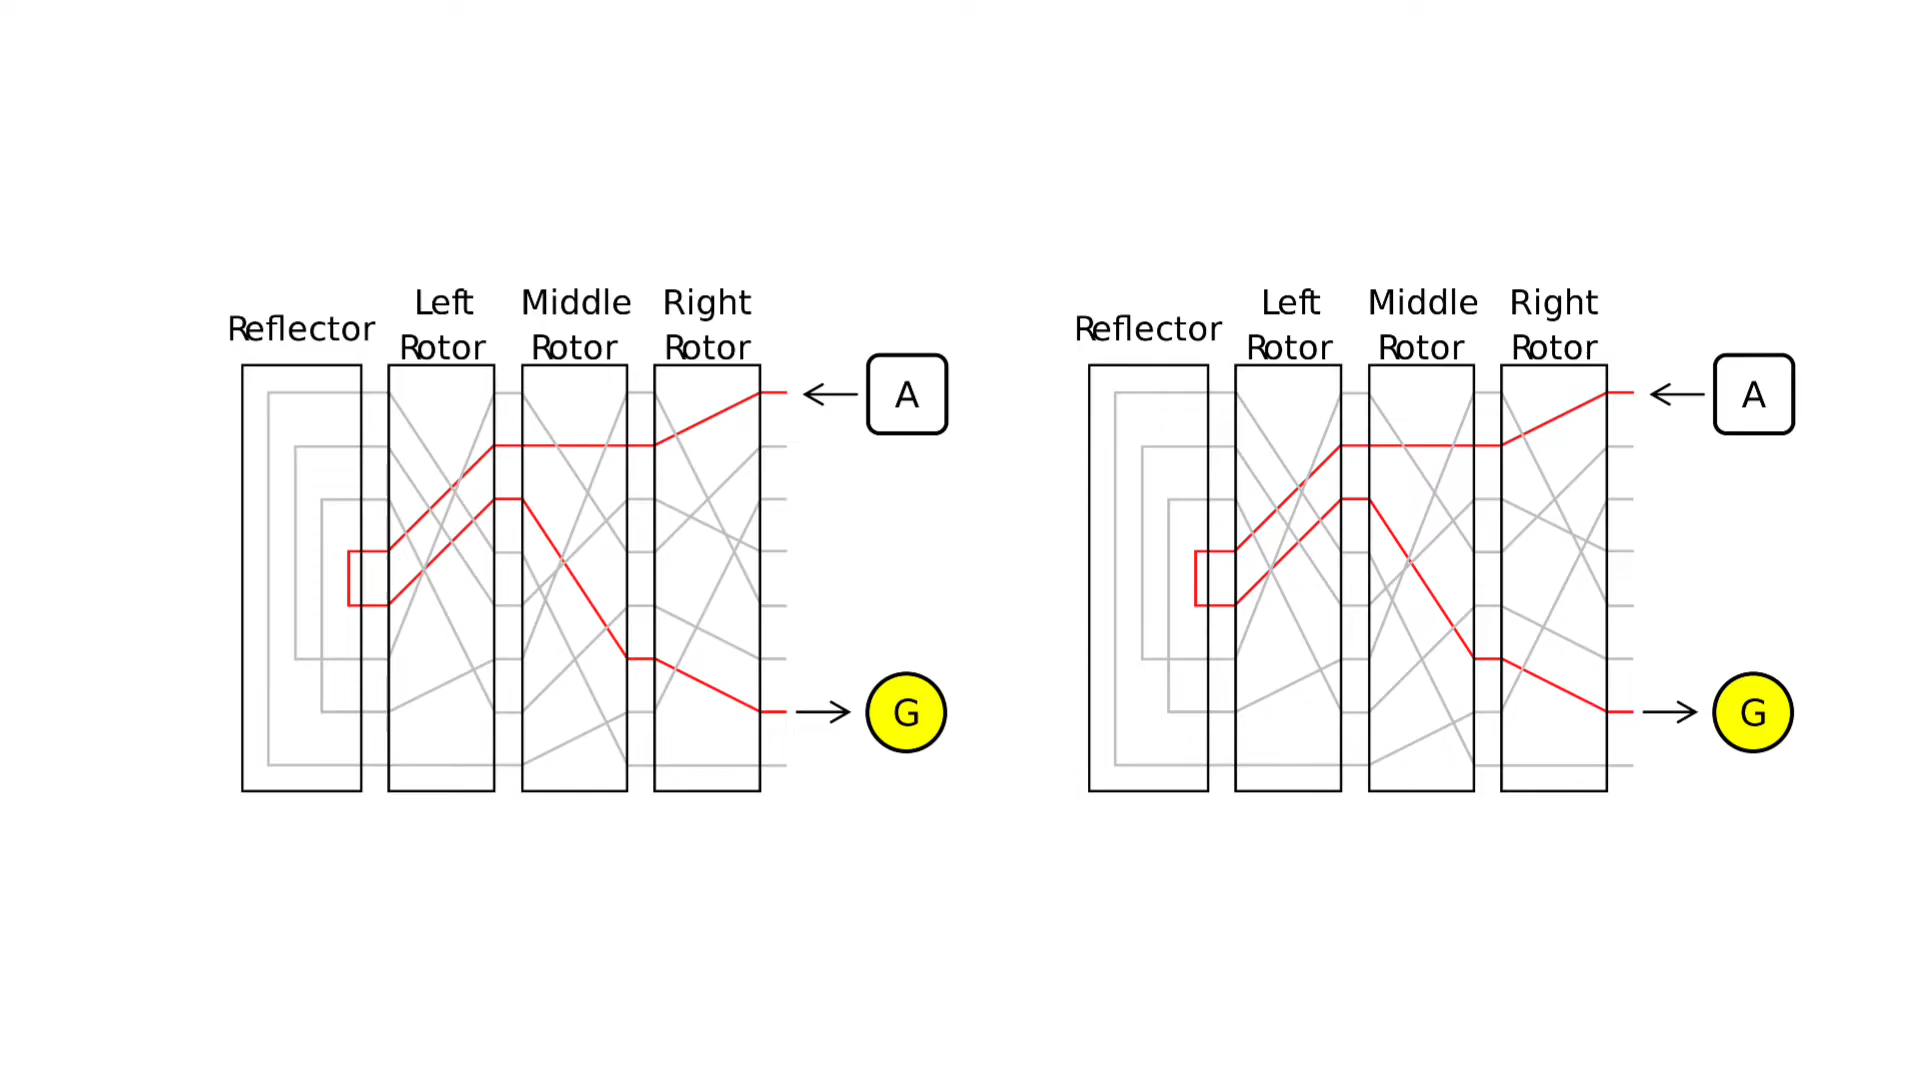 Reflector
Left
Rotor
Middle
Rotor
Right
Rotor
A
G
Reflector
Left
Rotor
Middle
Rotor
Right
Rotor
A
G